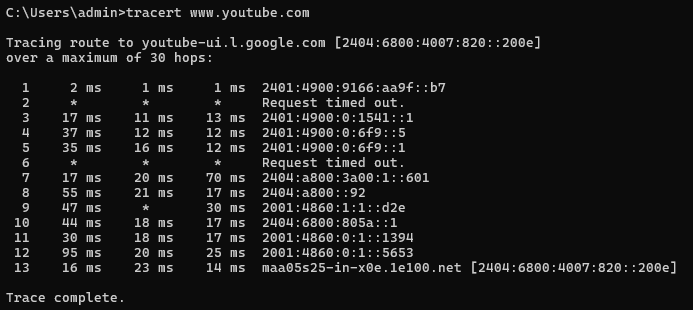 C:\Users\admin>tracert www.youtube.com
Tracing route to youtube-ui.l.google.com [2404:6800:4007:820::200e]
over a maximum of 30 hops:
1 2 ms 1 ms 1 ms 2401:4900:9166:aa9f::b7
2 * * * Request timed out.
3 17 ms 11 ms 13 ms 2401:4900:0:1541::1
4 37 ms 12 ms 12 ms 2401:4900:0:6f9::5
5 35 ms 16 ms 12 ms 2401:4900:0:6f9::1
6 * * * Request timed out.
7 17 ms 20 ms 70 ms 2404:a800:3a00:1::601
8 55 ms 21 ms 17 ms 2404:a800::92
9 47 ms * 30 ms 2001:4860:1:1::d2e
10 44 ms 18 ms 17 ms 2404:6800:805a::1
11 30 ms 18 ms 17 ms 2001:4860:0:1::1394
12 95 ms 20 ms 25 ms 2001:4860:0:1::5653
13 16 ms 23 ms 14 ms maa05s25-in-x0e.1e100.net [2404:6800:4007:820::200e]
Trace complete.